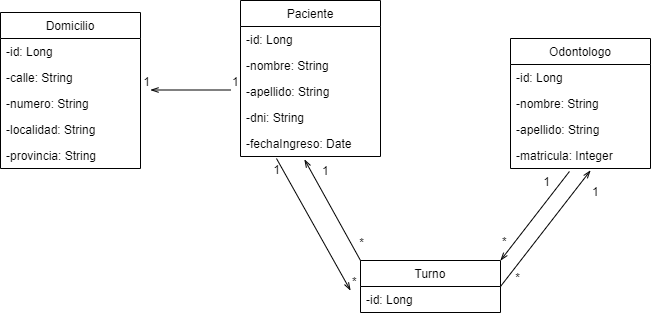 Domicilio
-id: Long
-calle: String
-numero: String
-localidad: String
-provincia: String
1
1
Paciente
-id: Long
-nombre: String
-apellido: String
-dni: String
-fechaIngreso: Date
Odontologo
-id: Long
-nombre: String
-apellido: String
-matricula: Integer
1
1
*
*
1
1
*
*
Turno
-id: Long